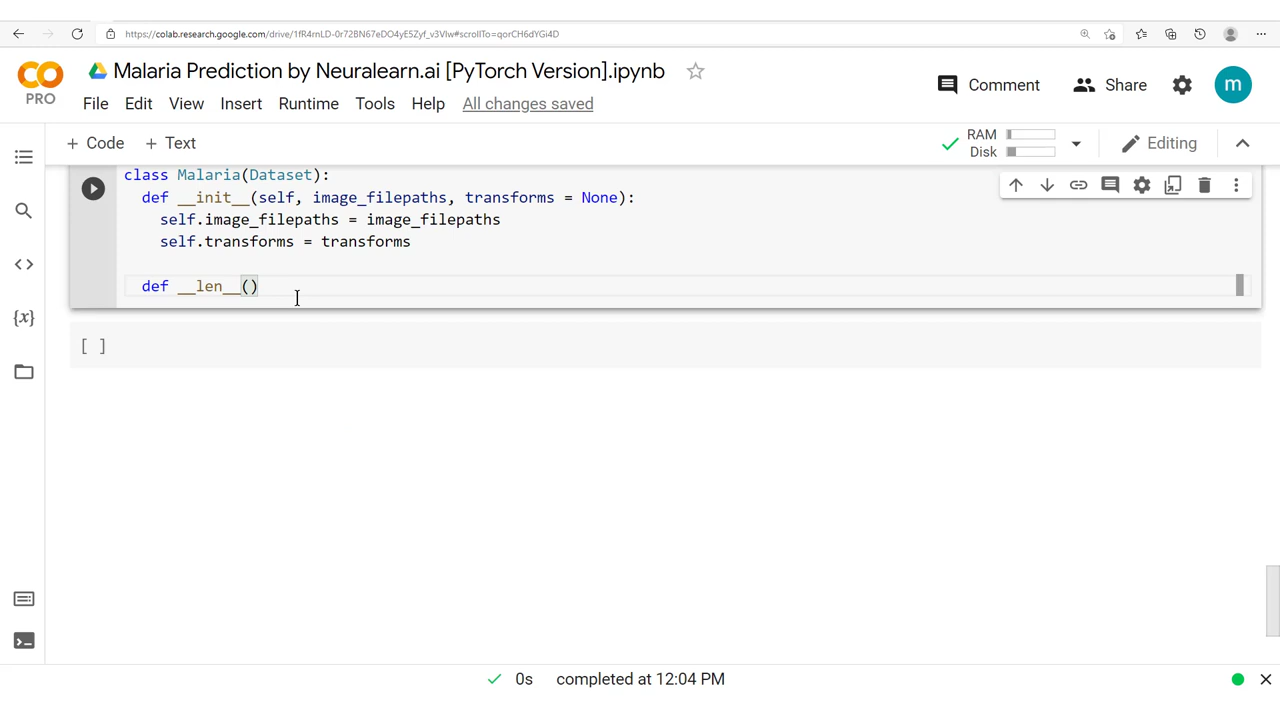 https://colab.research.google.com/drive/1fR4rnLD-0r72BN67eDO4yE5Zyf_v3Vlw#scrollTo=qorCH6dYGi4D
PRO
Malaria Prediction by Neuralearn.ai [PyTorch Version].ipynb
File Edit View Insert Runtime Tools Help All changes saved
Comment Share m
+ Code + Text
RAM
Disk
Editing
class Malaria(Dataset):
def __init__(self, image_filepaths, transforms = None):
self.image_filepaths = image_filepaths
self.transforms = transforms
def __len__()
[ ]
{x}
0s completed at 12:04 PM